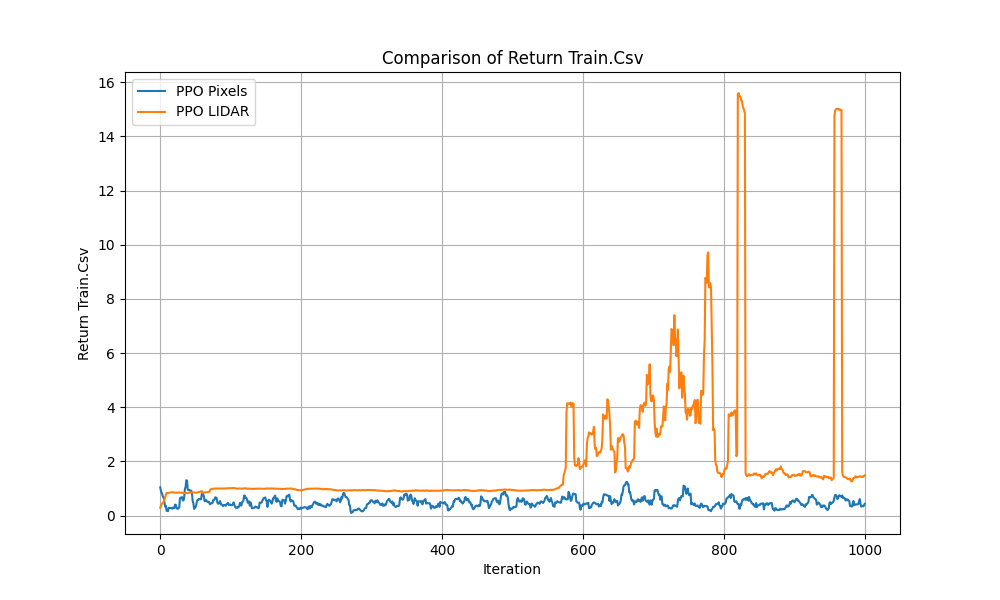 Comparison of Return Train.Csv
PPO Pixels
PPO LIDAR
Return Train.Csv
16
14
12
10
8
6
4
2
0
0 200 400 600 800 1000
Iteration